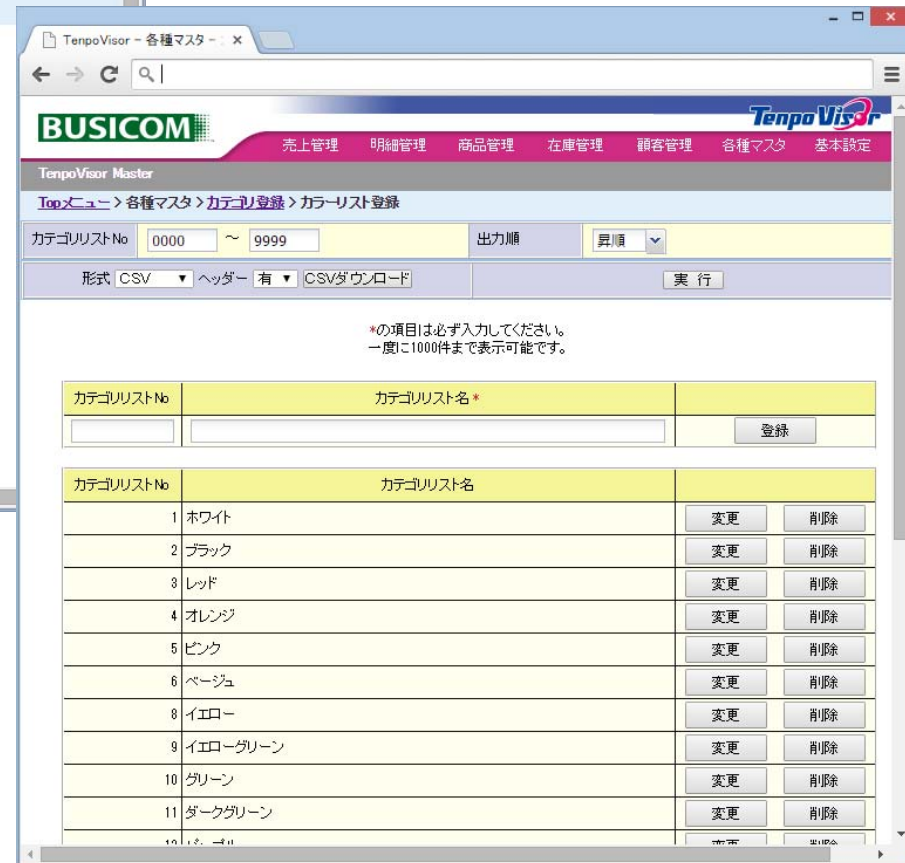 TenpoVisor - 各種マスタ -
BUSICOM
TenpoVisor
売上管理 明細管理 商品管理 在庫管理 顧客管理 各種マスタ 基本設定
TenpoVisor Master
Topメニュー > 各種マスタ > カテゴリ登録 > カラーリスト登録
カテゴリリストNo 0000 ～ 9999 出力順 昇順
形式 CSV ヘッダー 有 CSVダウンロード 実行
*の項目は必ず入力してください。
一度に1000件まで表示可能です。
カテゴリリストNo カテゴリリスト名*
登録
カテゴリリストNo カテゴリリスト名
1 ホワイト 変更 削除
2 ブラック 変更 削除
3 レッド 変更 削除
4 オレンジ 変更 削除
5 ピンク 変更 削除
6 ベージュ 変更 削除
8 イエロー 変更 削除
9 イエローグリーン 変更 削除
10 グリーン 変更 削除
11 ダークグリーン 変更 削除